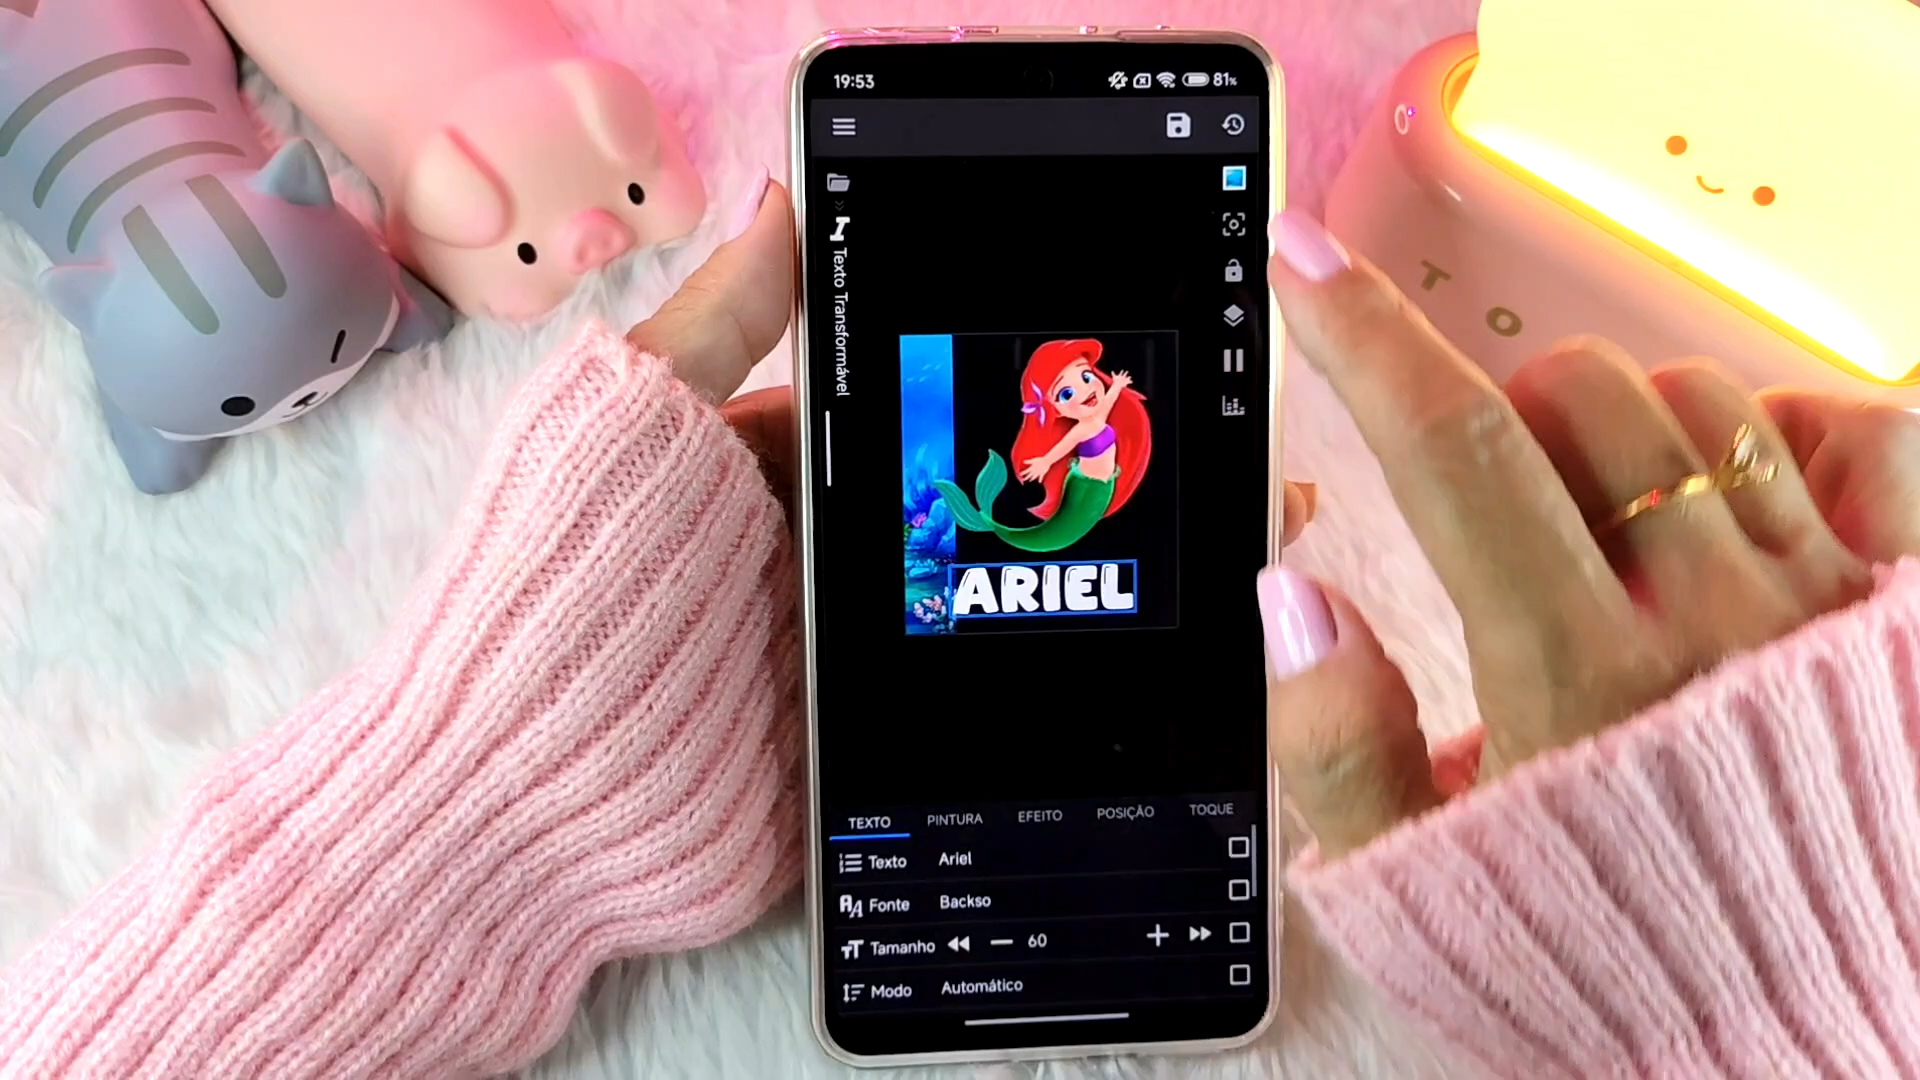 19:53
81%
Texto Transformável
ARIEL
TEXTO PINTURA EFEITO POSIÇÃO TOQUE
Texto Ariel
Fonte Backso
Tamanho 60
Modo Automático
T O